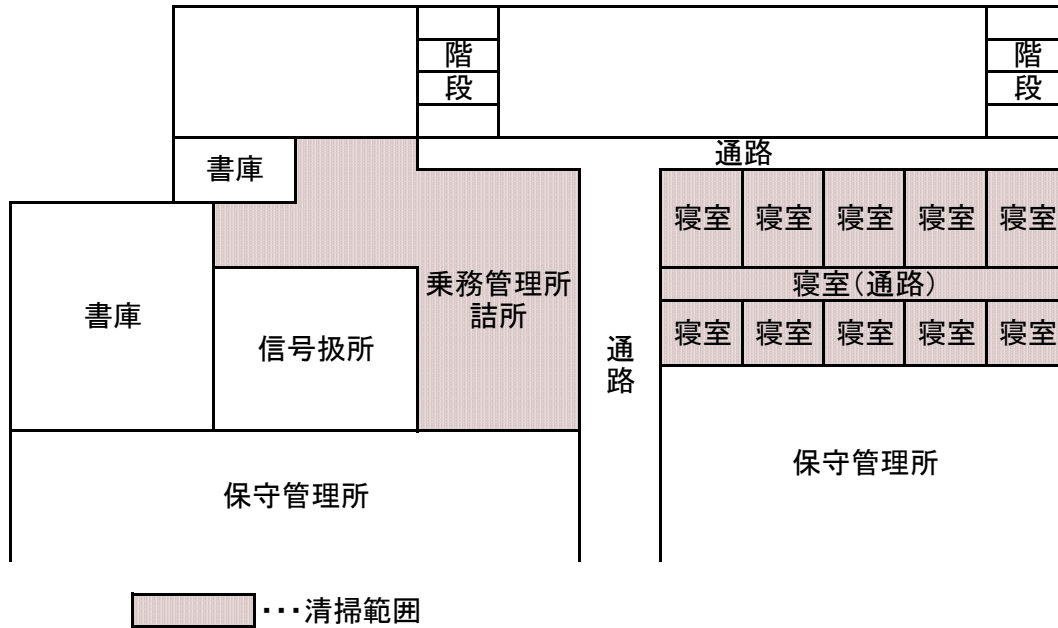 階
段
階
段
通路
書庫
寝室 寝室 寝室 寝室 寝室
乗務管理所
詰所
寝室(通路)
書庫
信号扱所
寝室 寝室 寝室 寝室 寝室
通
路
保守管理所
保守管理所
・・・清掃範囲